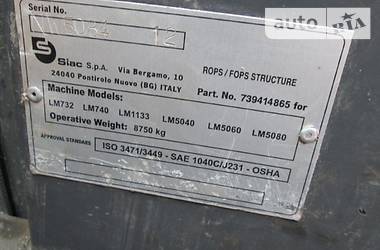 Serial No.
12
auto RIA
Siac S.p.A. Via Bergamo, 10
24040 Pontirolo Nuovo (BG) ITALY
ROPS / FOPS STRUCTURE
Part. No. 739414865 for
Machine Models:
LM732 LM740 LM1133 LM5040 LM5060 LM5080
Operative Weight: 8750 kg
APPROVAL STANDARS ISO 3471/3449 - SAE 1040C/J231 - OSHA